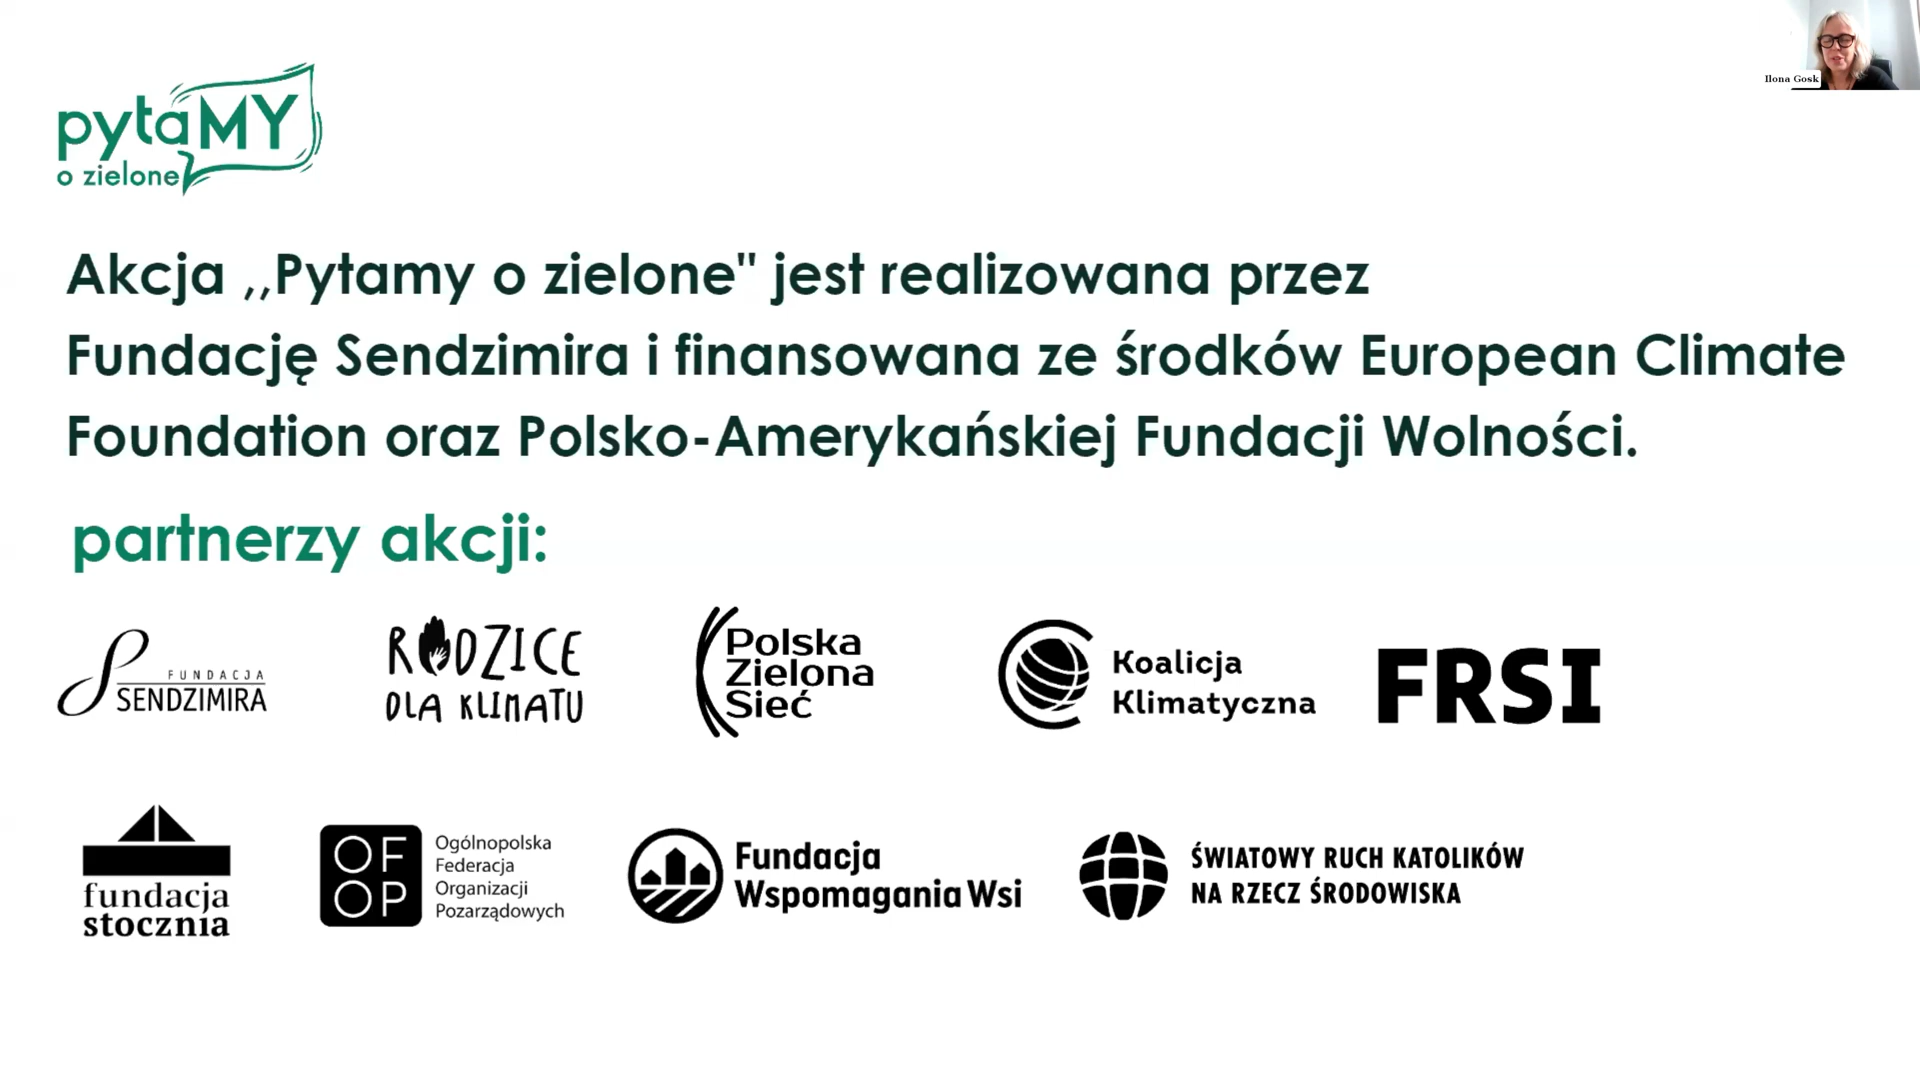 pytaMY
o zielone
Ilona Gosk
Akcja ,,Pytamy o zielone" jest realizowana przez
Fundację Sendzimira i finansowana ze środków European Climate
Foundation oraz Polsko-Amerykańskiej Fundacji Wolności.
partnerzy akcji:
FUNDACJA
SENDZIMIRA
RODZICE
DLA KLIMATU
Polska
Zielona
Sieć
Koalicja
Klimatyczna
FRSI
fundacja
stocznia
OF
OP
Ogólnopolska
Federacja
Organizacji
Pozarządowych
Fundacja
Wspomagania Wsi
ŚWIATOWY RUCH KATOLIKÓW
NA RZECZ ŚRODOWISKA